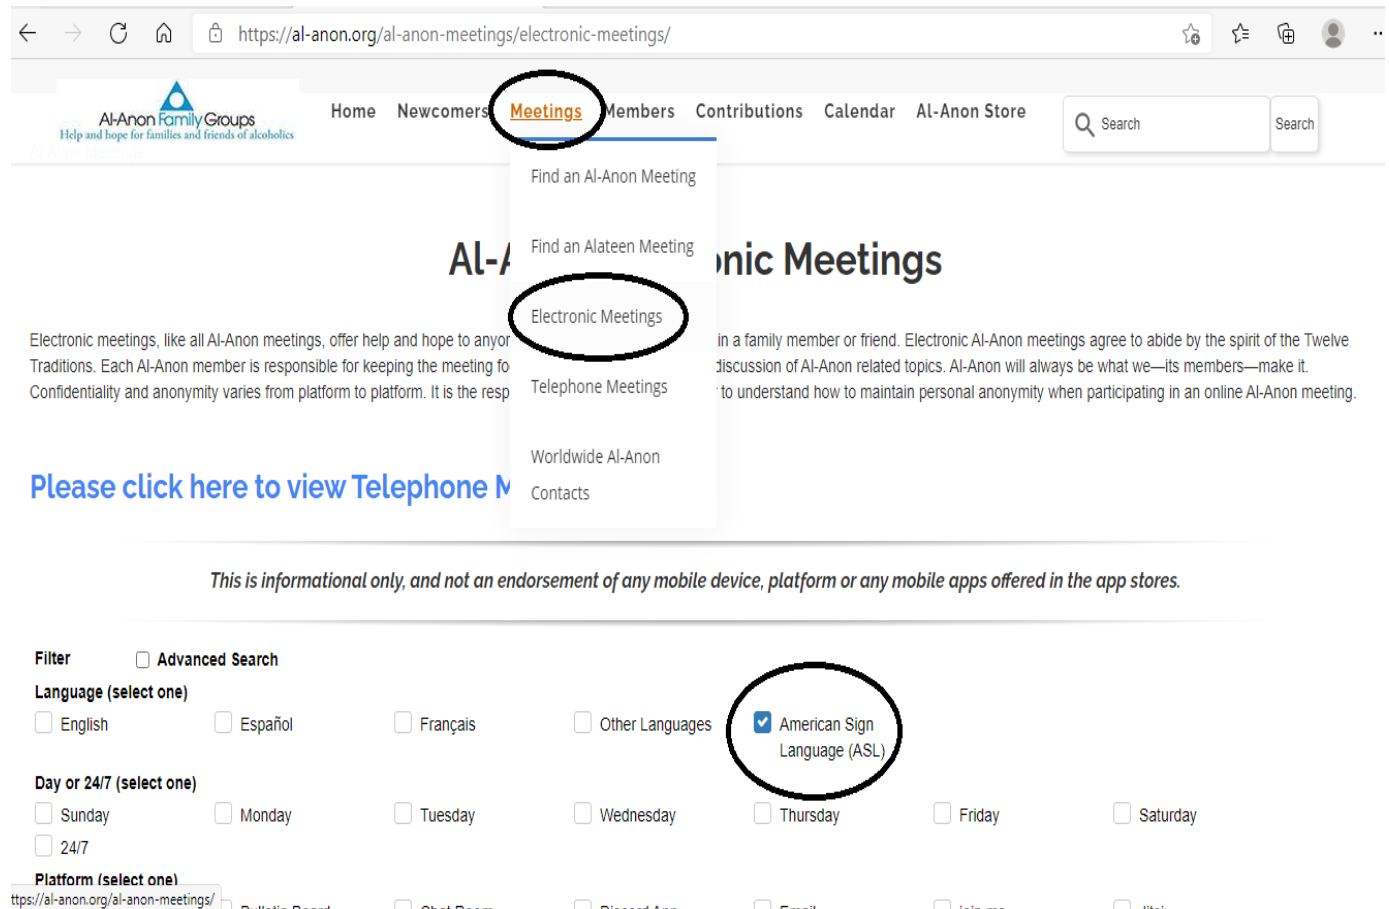 https://al-anon.org/al-anon-meetings/electronic-meetings/
Al-Anon Family Groups
Help and hope for families and friends of alcoholics
Home Newcomers Meetings Members Contributions Calendar Al-Anon Store
Search Search
Find an Al-Anon Meeting
Find an Alateen Meeting
Electronic Meetings
Telephone Meetings
Worldwide Al-Anon
Contacts
Al- nic Meetings
Electronic meetings, like all Al-Anon meetings, offer help and hope to anyor in a family member or friend. Electronic Al-Anon meetings agree to abide by the spirit of the Twelve
Traditions. Each Al-Anon member is responsible for keeping the meeting fo discussion of Al-Anon related topics. Al-Anon will always be what we—its members—make it.
Confidentiality and anonymity varies from platform to platform. It is the resp to understand how to maintain personal anonymity when participating in an online Al-Anon meeting.
Please click here to view Telephone M
This is informational only, and not an endorsement of any mobile device, platform or any mobile apps offered in the app stores.
Filter Advanced Search
Language (select one)
English Español Français Other Languages American Sign
Language (ASL)
Day or 24/7 (select one)
Sunday Monday Tuesday Wednesday Thursday Friday Saturday
24/7
Platform (select one)
ttps://al-anon.org/al-anon-meetings/ Bulletin Board Chat Room Discord App Email join.me Jitsi